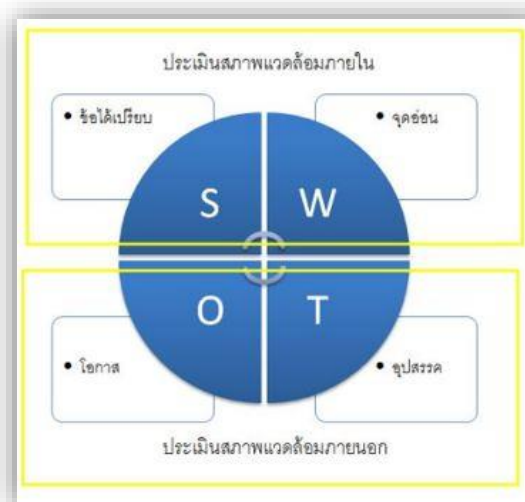 ประเมินสภาพแวดล้อมภายใน
• ข้อได้เปรียบ
• จุดอ่อน
S
W
O
T
• โอกาส
• อุปสรรค
ประเมินสภาพแวดล้อมภายนอก